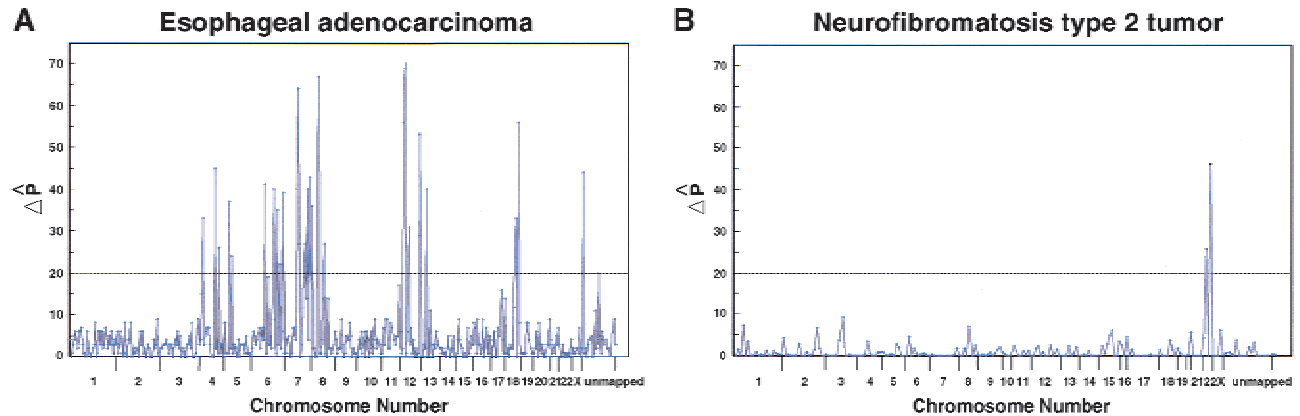 A Esophageal adenocarcinoma
70
60
50
40
30
20
10
0
ΔP̂
1 2 3 4 5 6 7 8 9 10 11 12 13 14 15 16 17 18 19 20 21 22 X unmapped
Chromosome Number
B Neurofibromatosis type 2 tumor
70
60
50
40
30
20
10
0
ΔP̂
1 2 3 4 5 6 7 8 9 10 11 12 13 14 15 16 17 18 19 21 22 X unmapped
Chromosome Number